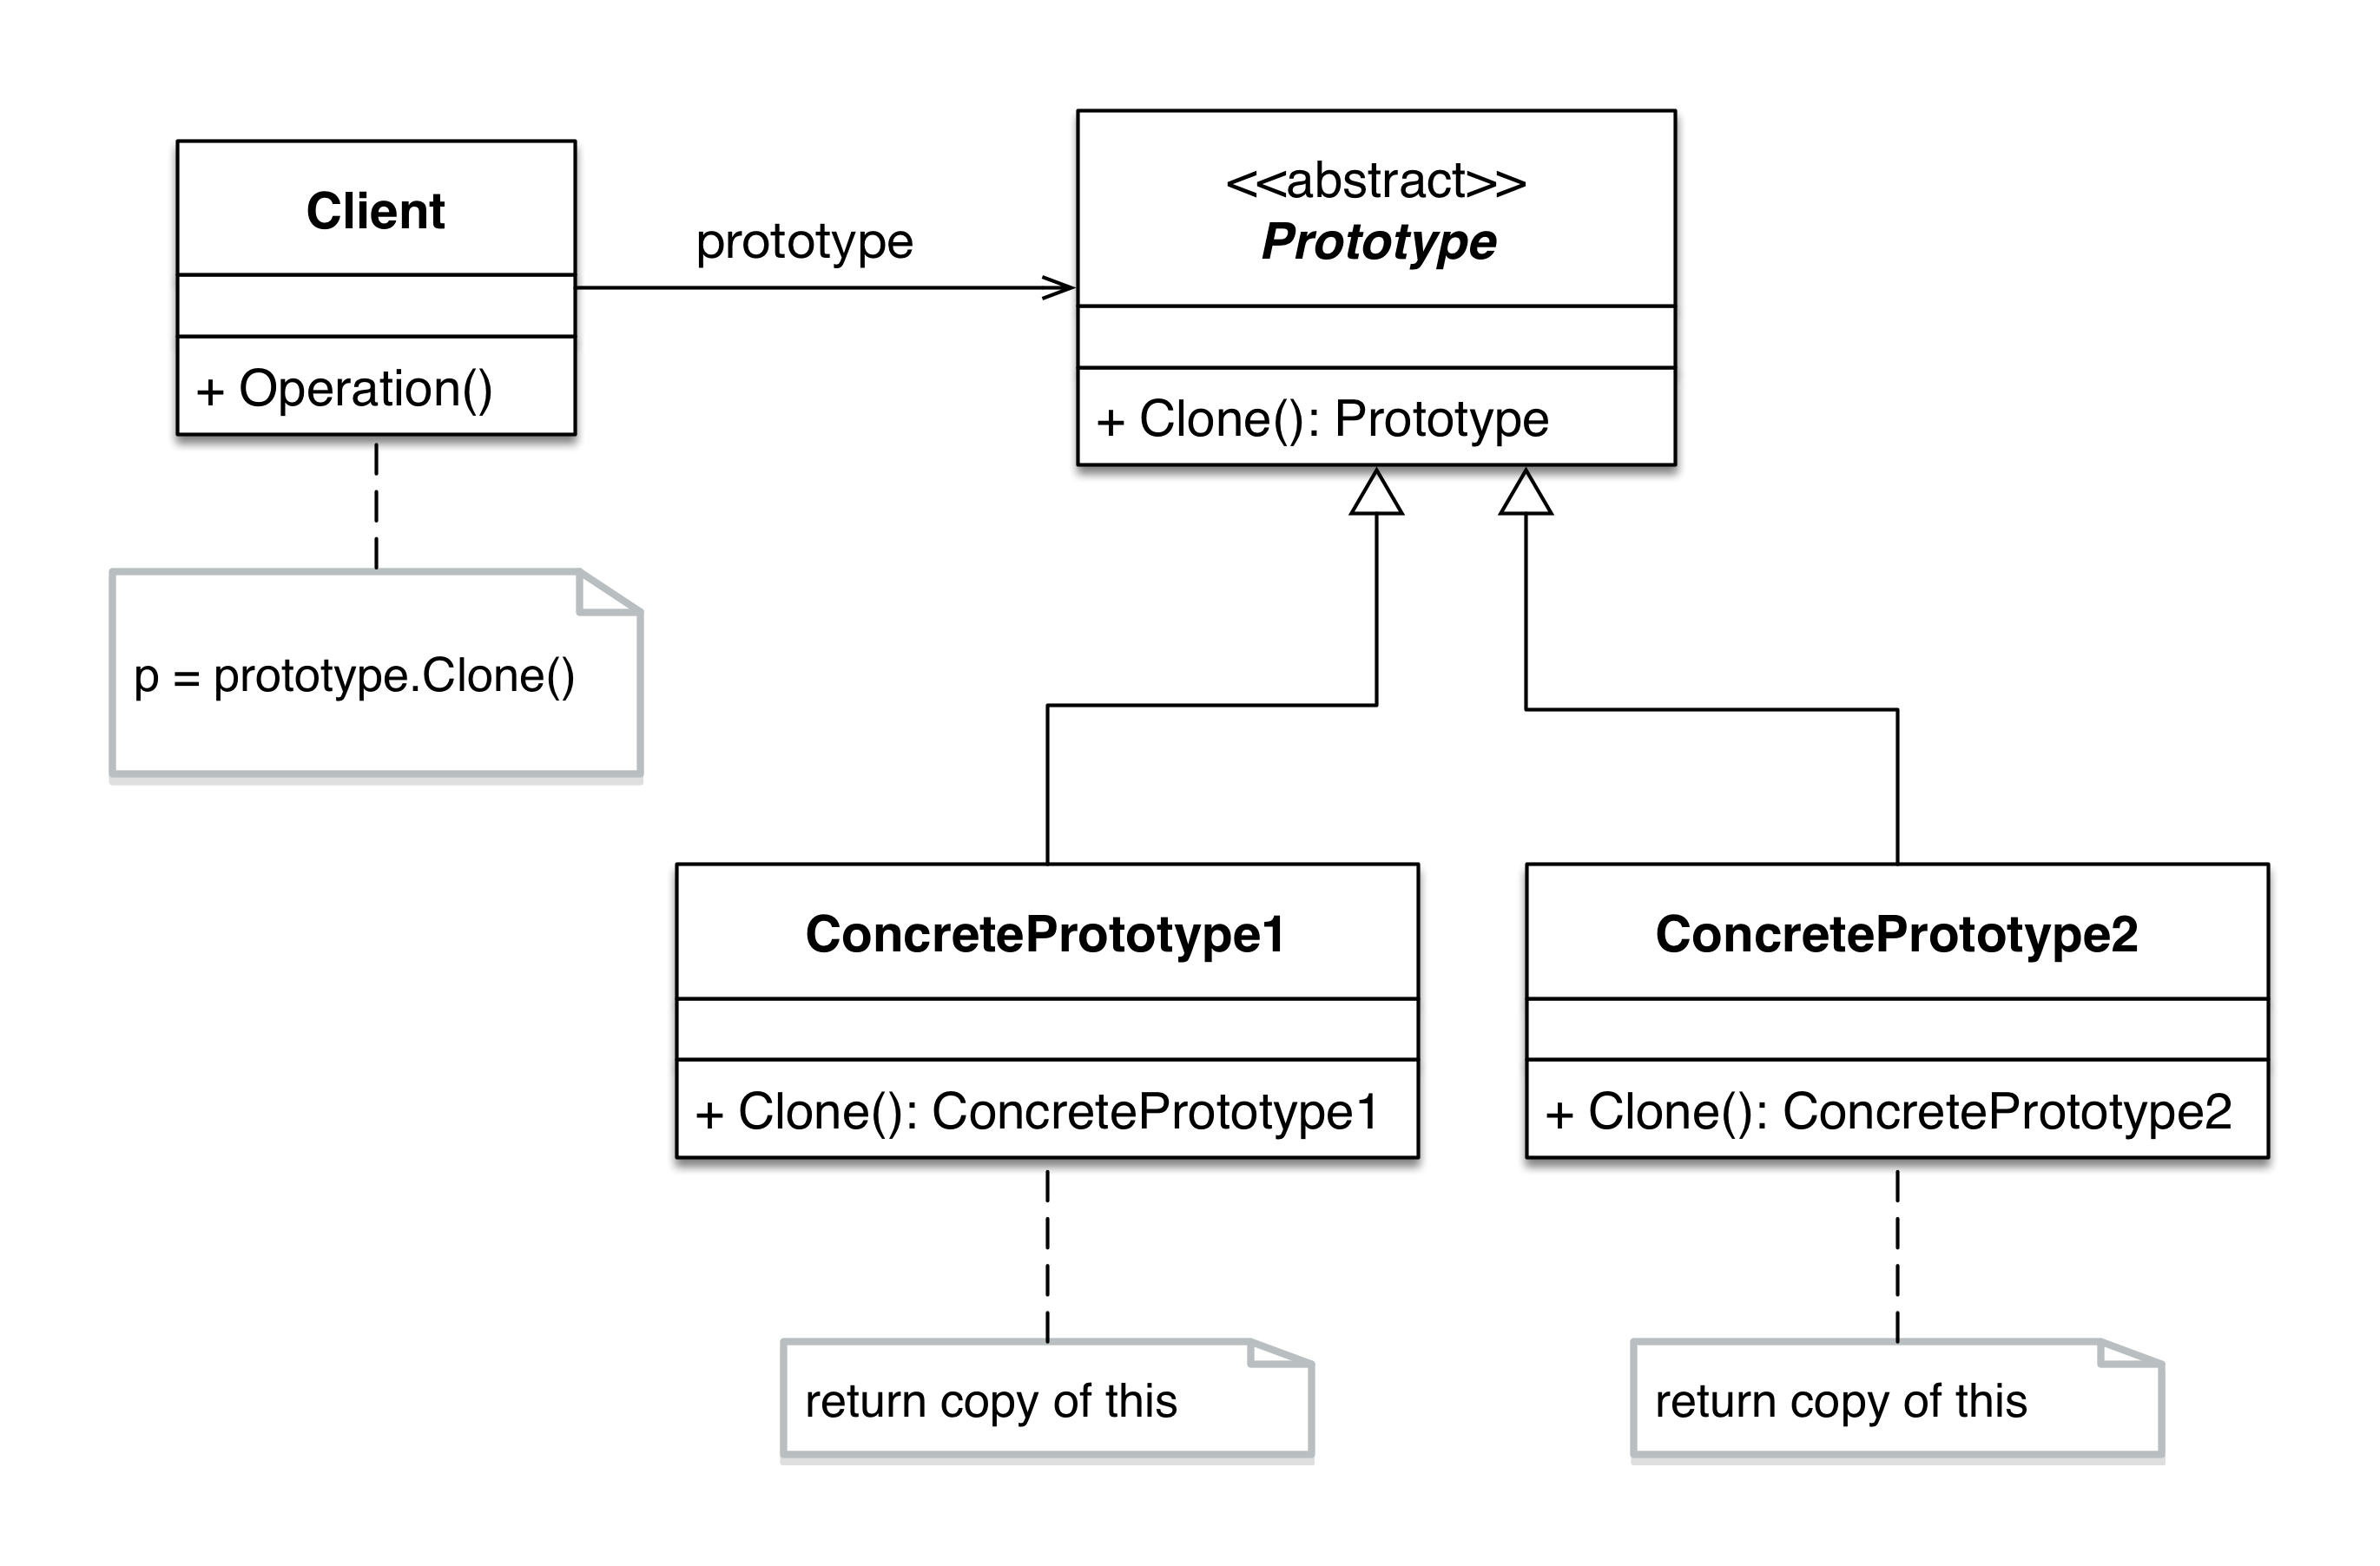 Client
+ Operation()
prototype
<<abstract>>
Prototype
+ Clone(): Prototype
p = prototype.Clone()
ConcretePrototype1
+ Clone(): ConcretePrototype1
ConcretePrototype2
+ Clone(): ConcretePrototype2
return copy of this
return copy of this